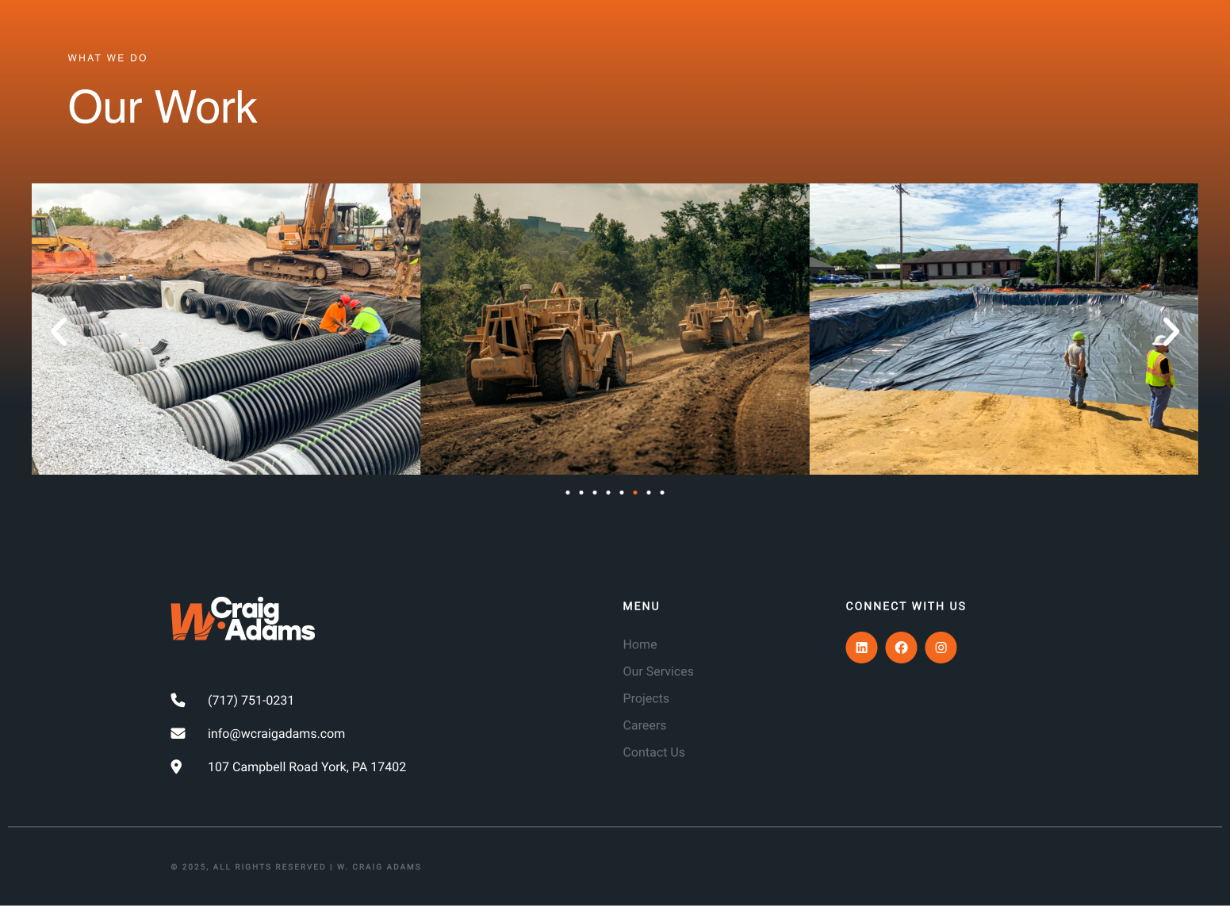 WHAT WE DO
Our Work
W. Craig
Adams
(717) 751-0231
info@wcraigadams.com
107 Campbell Road York, PA 17402
MENU
Home
Our Services
Projects
Careers
Contact Us
CONNECT WITH US
© 2025, ALL RIGHTS RESERVED | W. CRAIG ADAMS